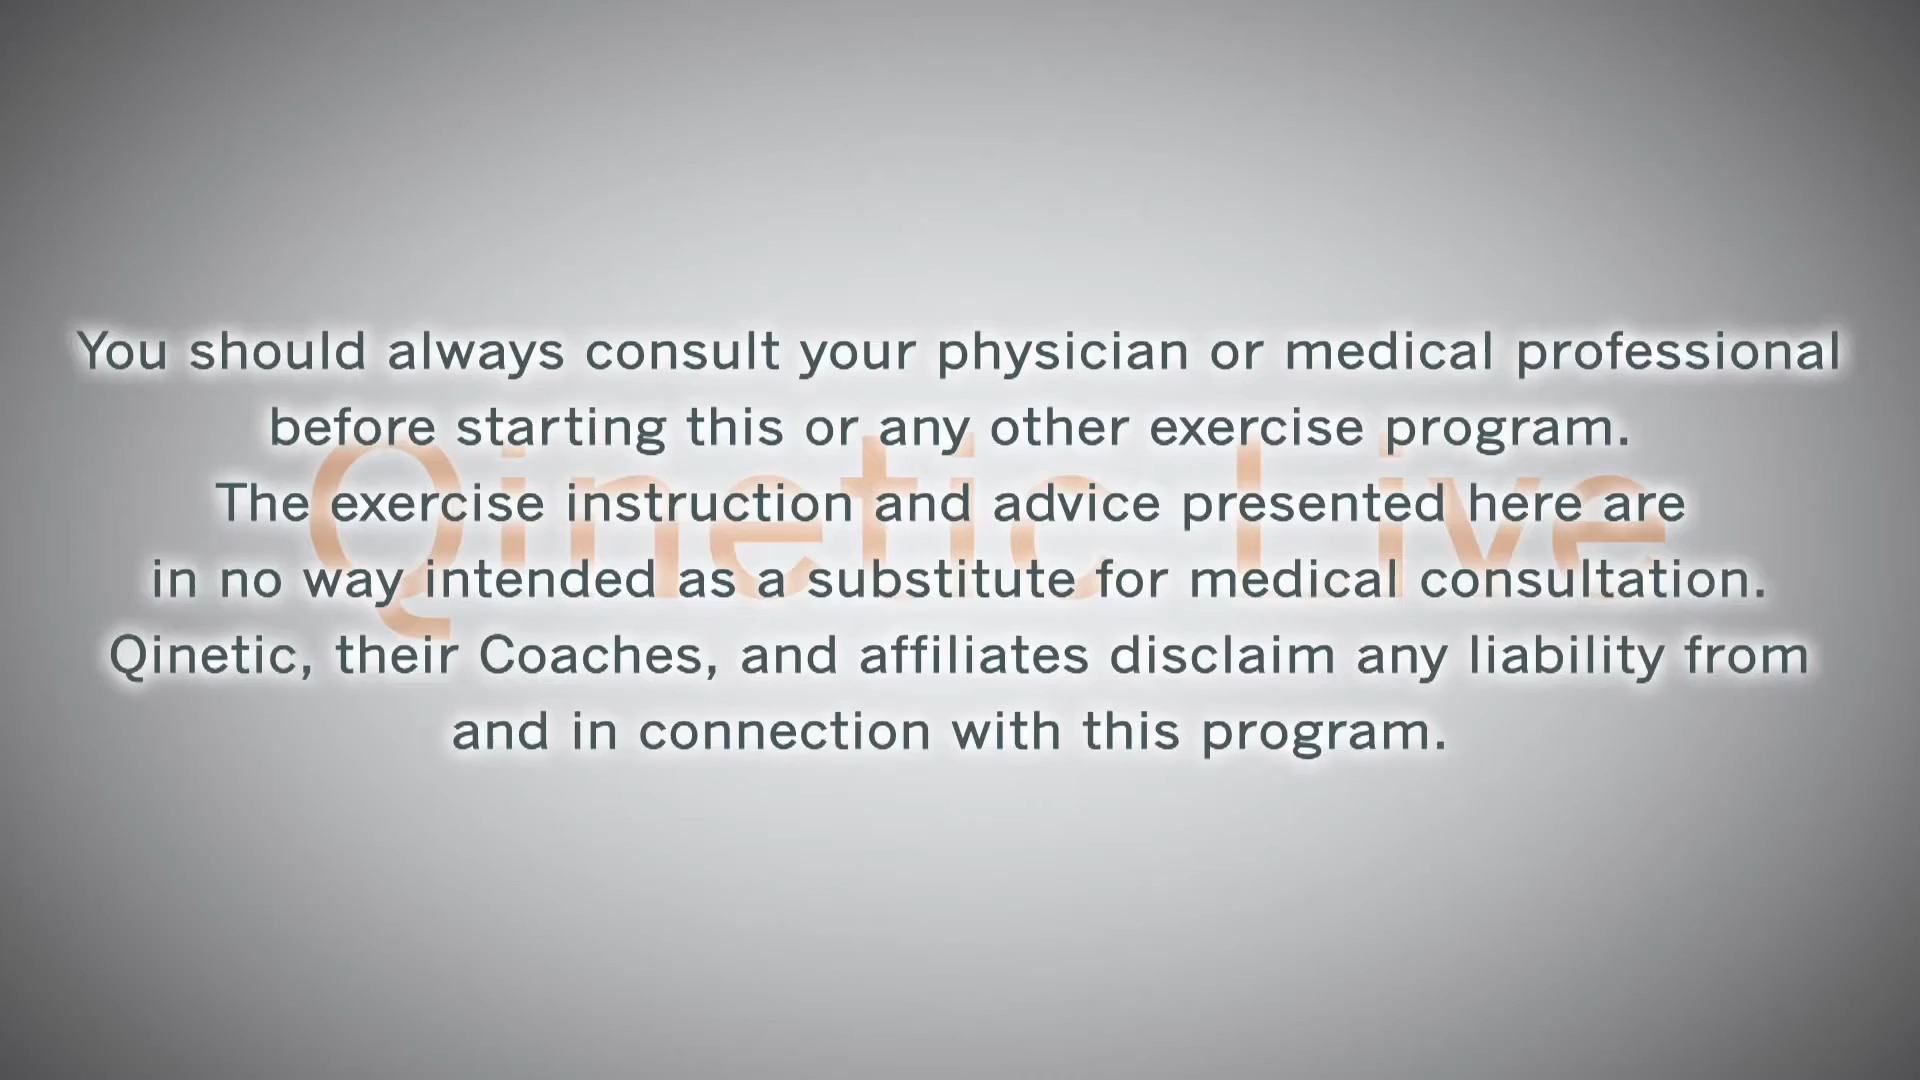 You should always consult your physician or medical professional
before starting this or any other exercise program.
The exercise instruction and advice presented here are
in no way intended as a substitute for medical consultation.
Qinetic, their Coaches, and affiliates disclaim any liability from
and in connection with this program.
Qinetic Live